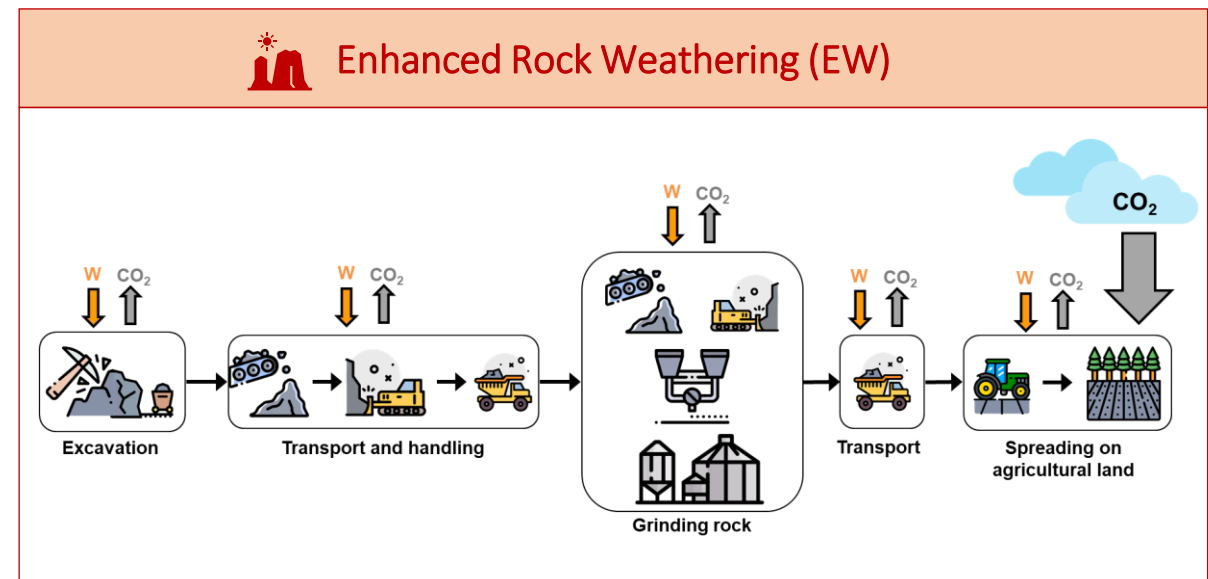 Enhanced Rock Weathering (EW)
W CO₂
Excavation
W CO₂
Transport and handling
W CO₂
Grinding rock
W CO₂
Transport
W CO₂
CO₂
Spreading on
agricultural land